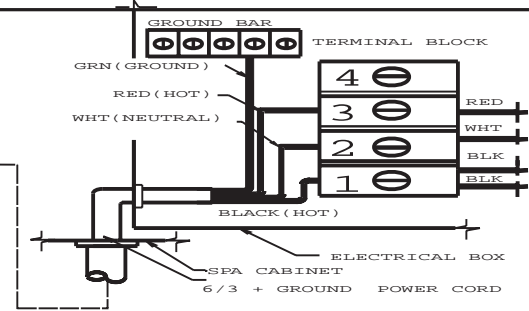 GROUND BAR
TERMINAL BLOCK
GRN(GROUND)
4
RED(HOT)
3
RED
WHT(NEUTRAL)
WHT
2
BLK
1
BLK
BLACK(HOT)
ELECTRICAL BOX
SPA CABINET
6/3 + GROUND POWER CORD